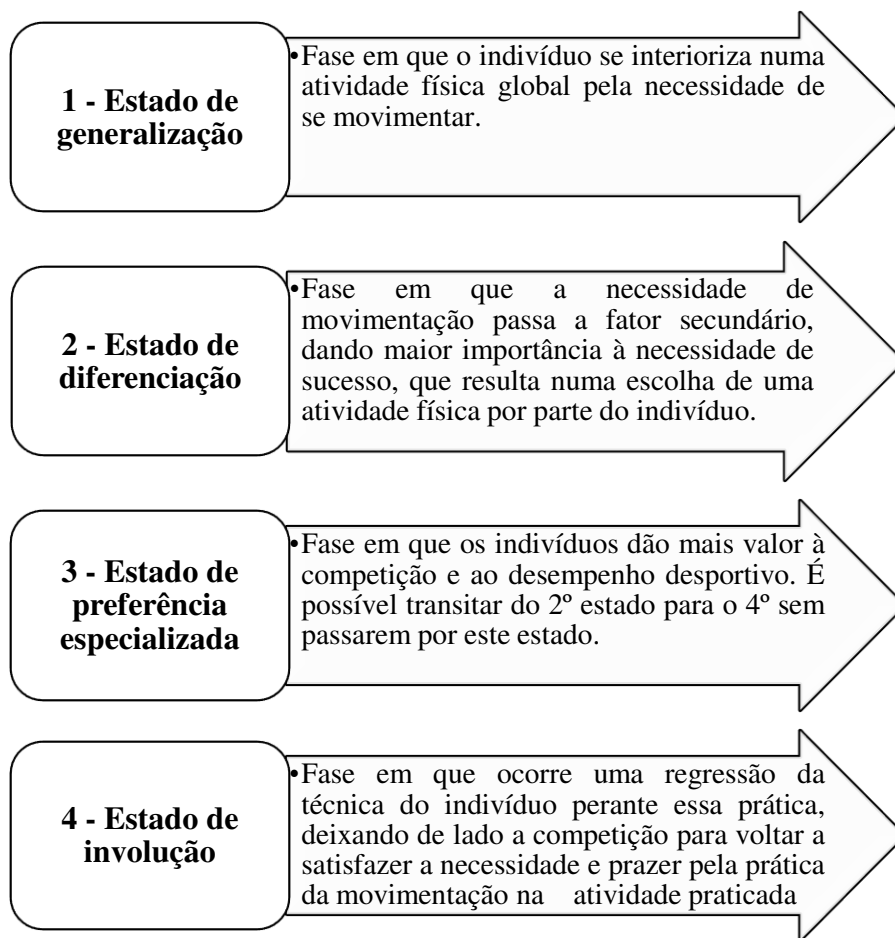 1 - Estado de
generalização
•Fase em que o indivíduo se interioriza numa
atividade física global pela necessidade de
se movimentar.
2 - Estado de
diferenciação
•Fase em que a necessidade de
movimentação passa a fator secundário,
dando maior importância à necessidade de
sucesso, que resulta numa escolha de uma
atividade física por parte do indivíduo.
3 - Estado de
preferência
especializada
•Fase em que os indivíduos dão mais valor à
competição e ao desempenho desportivo. É
possível transitar do 2º estado para o 4º sem
passarem por este estado.
4 - Estado de
involução
•Fase em que ocorre uma regressão da
técnica do indivíduo perante essa prática,
deixando de lado a competição para voltar a
satisfazer a necessidade e prazer pela prática
da movimentação na atividade praticada